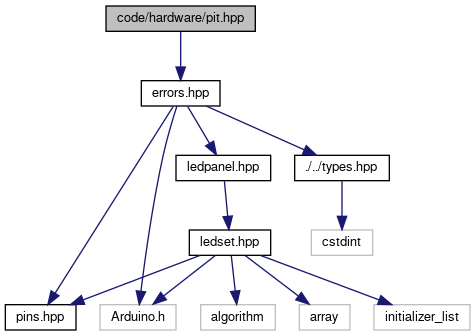 code/hardware/pit.hpp
errors.hpp
ledpanel.hpp
./../types.hpp
ledset.hpp
cstdint
pins.hpp
Arduino.h
algorithm
array
initializer_list